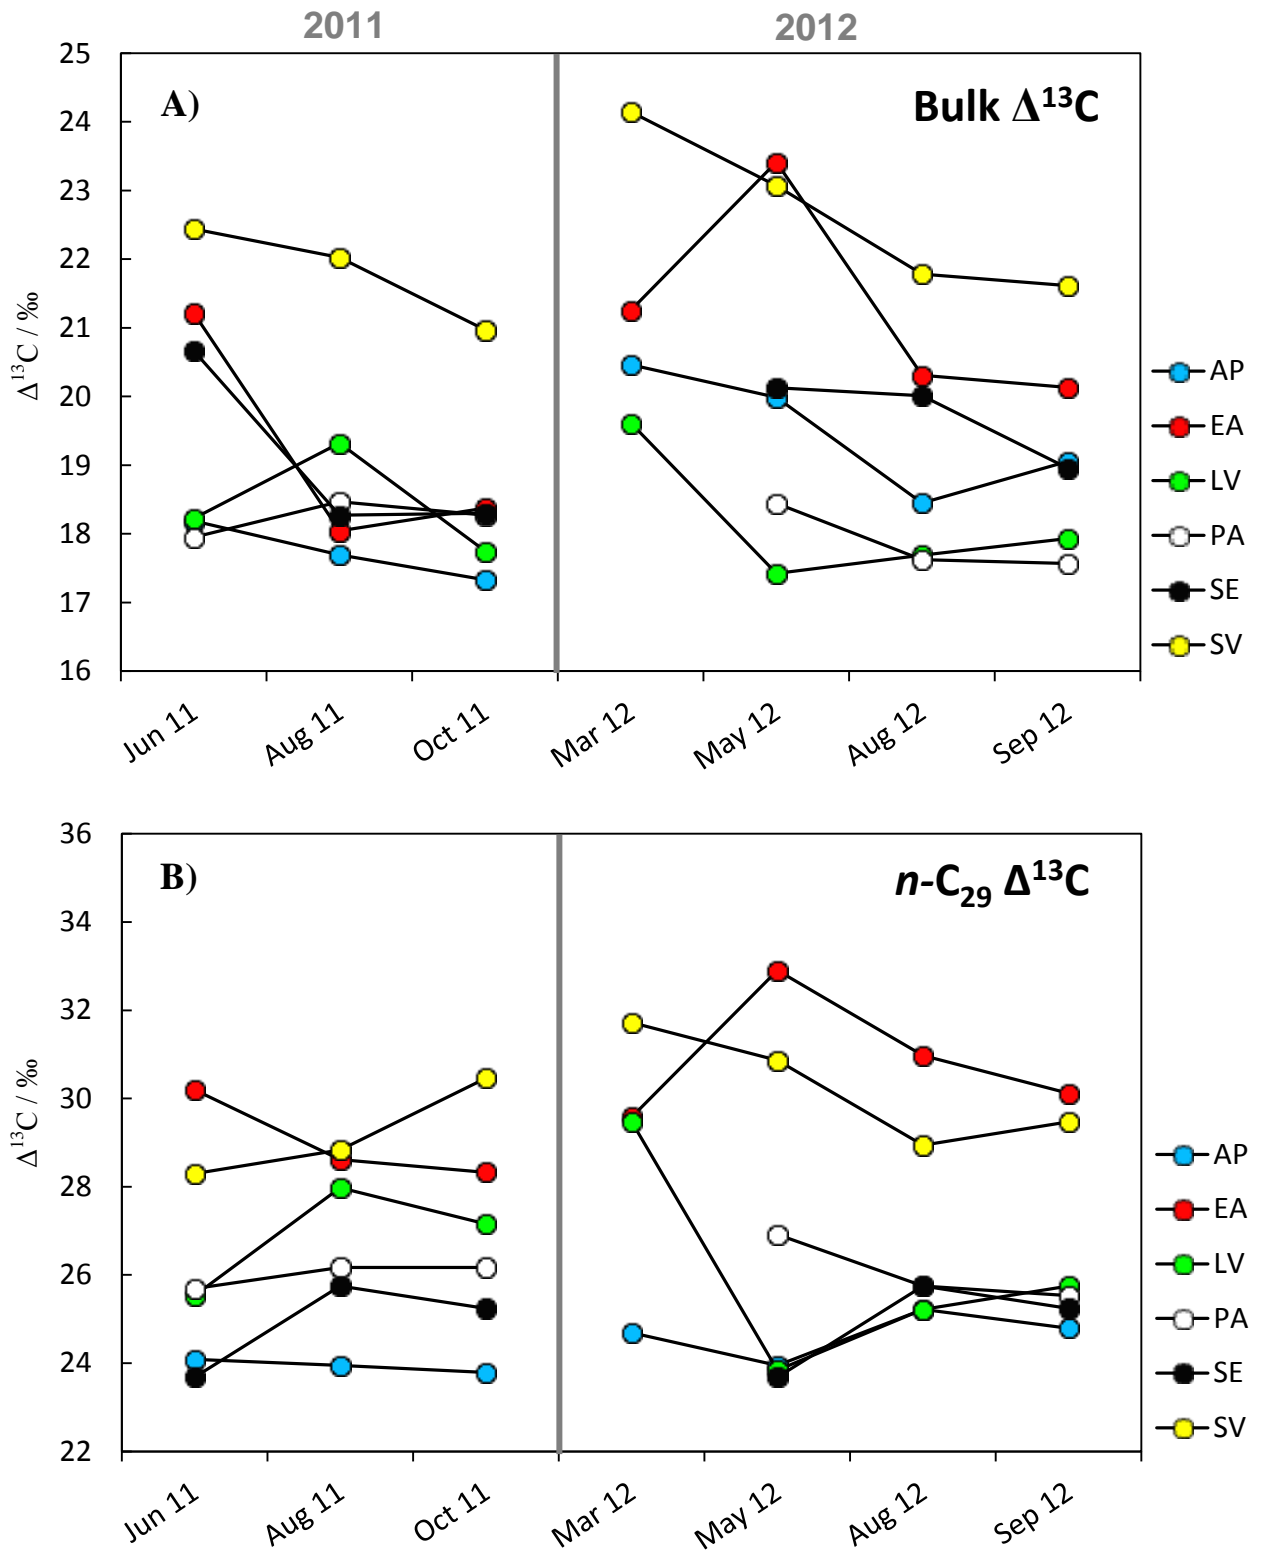 2011 2012
25
A) Bulk Δ¹³C
24
23
22
21
Δ¹³C / ‰
20
19
18
17
16
AP
EA
LV
PA
SE
SV
Jun 11 Aug 11 Oct 11 Mar 12 May 12 Aug 12 Sep 12
36
B) n-C₂₉ Δ¹³C
34
32
30
Δ¹³C / ‰
28
26
24
22
AP
EA
LV
PA
SE
SV
Jun 11 Aug 11 Oct 11 Mar 12 May 12 Aug 12 Sep 12